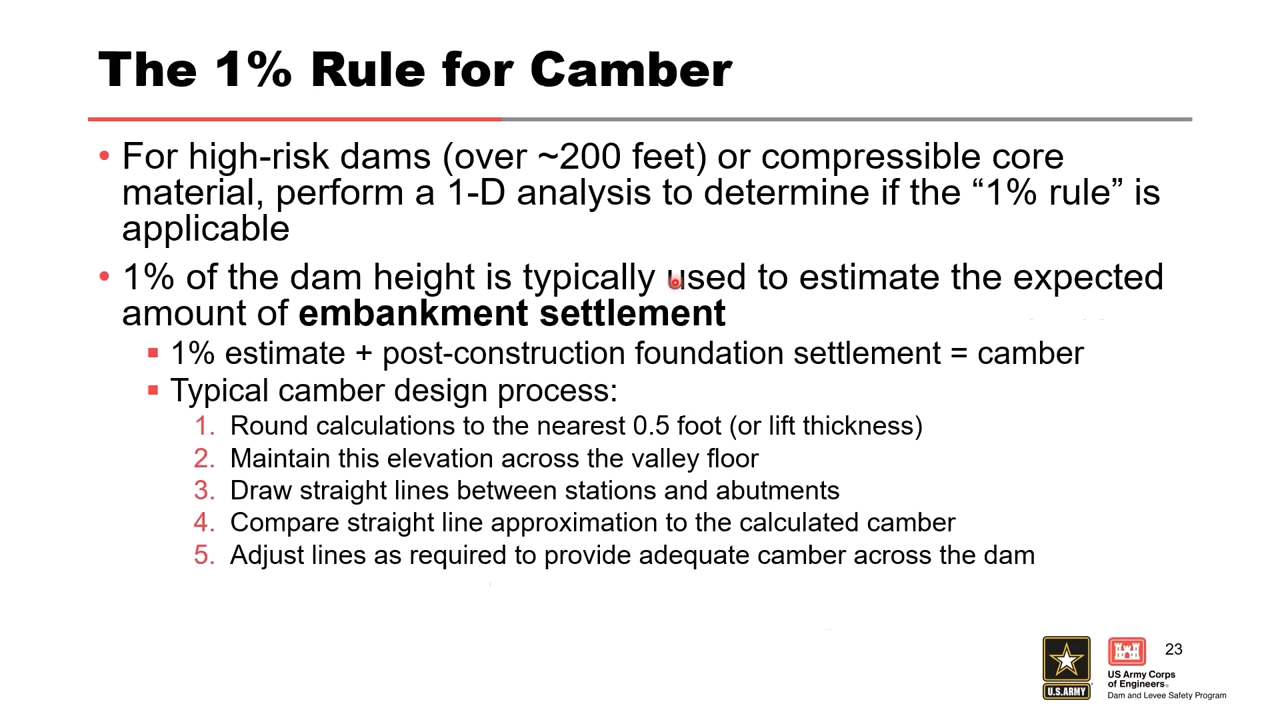 The 1% Rule for Camber
• For high-risk dams (over ~200 feet) or compressible core
material, perform a 1-D analysis to determine if the “1% rule” is
applicable
• 1% of the dam height is typically used to estimate the expected
amount of embankment settlement
▪ 1% estimate + post-construction foundation settlement = camber
▪ Typical camber design process:
1. Round calculations to the nearest 0.5 foot (or lift thickness)
2. Maintain this elevation across the valley floor
3. Draw straight lines between stations and abutments
4. Compare straight line approximation to the calculated camber
5. Adjust lines as required to provide adequate camber across the dam
23
U.S.ARMY
US Army Corps
of Engineers®
Dam and Levee Safety Program